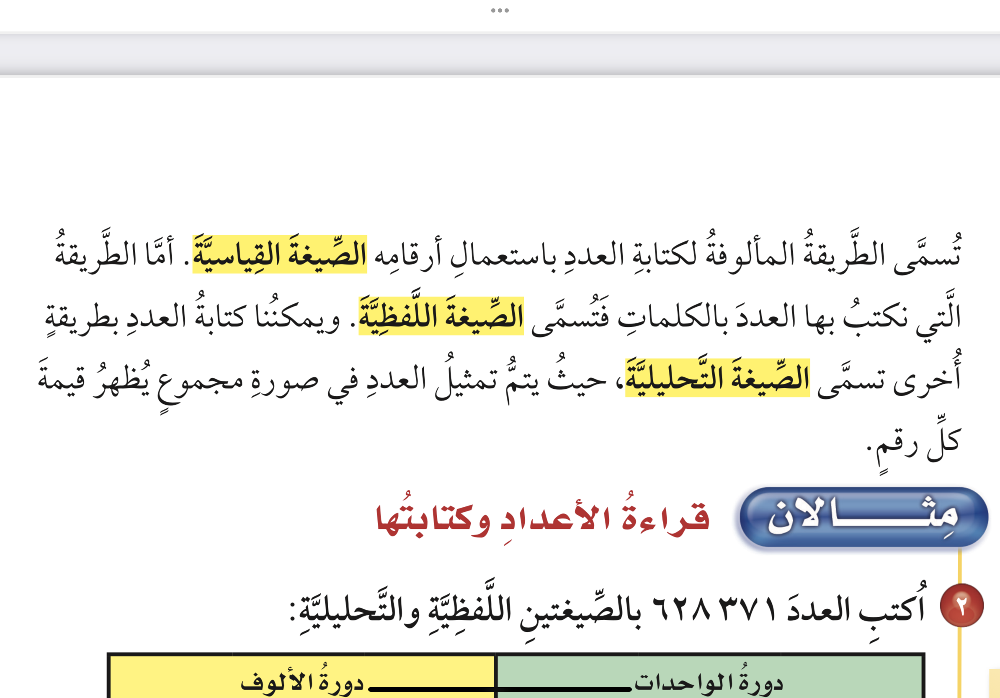 تُسمَّى الطَّريقةُ المألوفةُ لكتابةِ العددِ باستعمالِ أرقامِه الصِّيغةَ القِياسيَّةَ. أمَّا الطَّريقةُ
الَّتي نكتبُ بها العددَ بالكلماتِ فَتُسمَّى الصِّيغةَ اللَّفظِيَّةَ. ويمكنُنا كتابةُ العددِ بطريقةٍ
أُخرى تسمَّى الصِّيغةَ التَّحليليَّةَ، حيثُ يتمُّ تمثيلُ العددِ في صورةِ مجموعٍ يُظهرُ قيمةَ
كلِّ رقمٍ.
مِثـــالان قراءةُ الأعدادِ وكتابتُها
٢ اُكتبِ العددَ ٦٢٨٣٧١ بالصِّيغتينِ اللَّفظِيَّةِ والتَّحليليَّةِ:
دورةُ الواحدات دورةُ الألوف